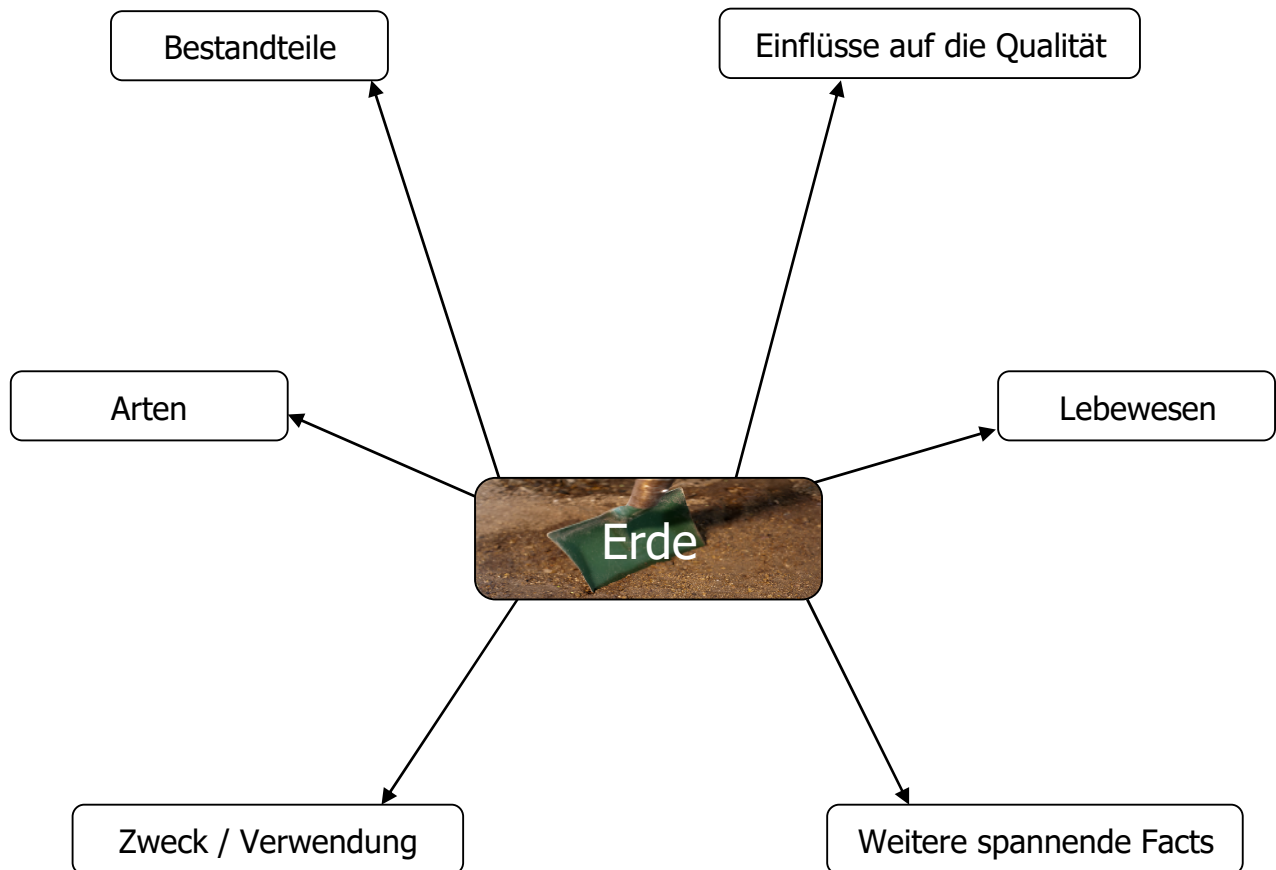 Bestandteile
Einflüsse auf die Qualität
Arten
Lebewesen
Erde
Zweck / Verwendung
Weitere spannende Facts